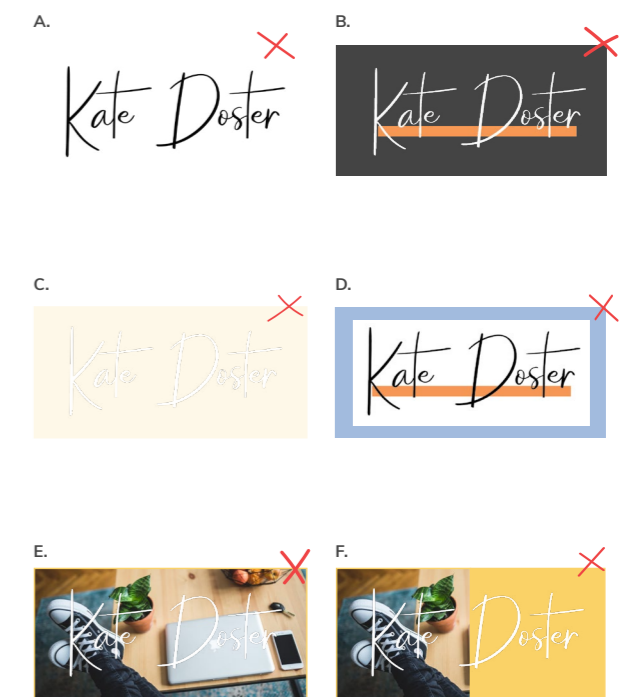 A.
Kate Doster
B.
Kate Doster
C.
Kate Doster
D.
Kate Doster
E.
Kate Doster
F.
Kate Doster